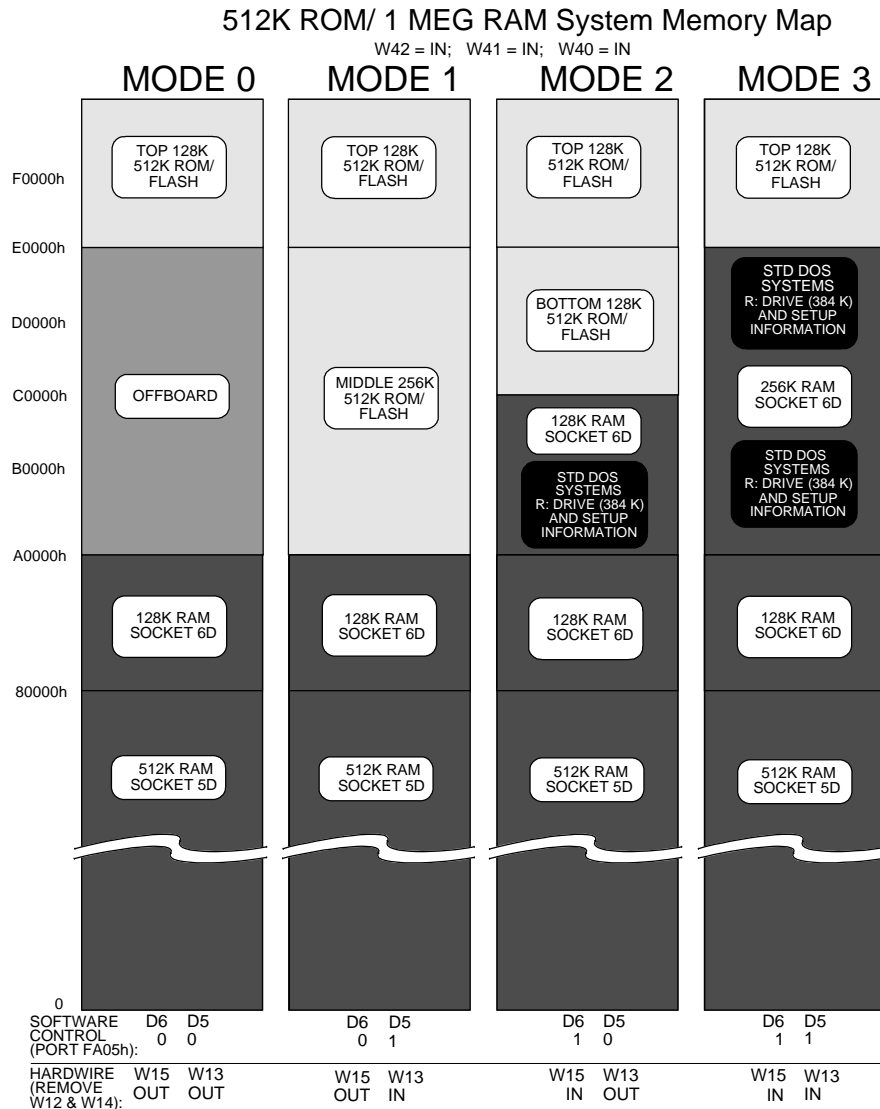 512K ROM/ 1 MEG RAM System Memory Map
W42 = IN; W41 = IN; W40 = IN
MODE 0 MODE 1 MODE 2 MODE 3
TOP 128K
512K ROM/
FLASH
TOP 128K
512K ROM/
FLASH
TOP 128K
512K ROM/
FLASH
TOP 128K
512K ROM/
FLASH
F0000h
E0000h
STD DOS
SYSTEMS
R: DRIVE (384 K)
AND SETUP
INFORMATION
BOTTOM 128K
512K ROM/
FLASH
D0000h
OFFBOARD
MIDDLE 256K
512K ROM/
FLASH
256K RAM
SOCKET 6D
C0000h
128K RAM
SOCKET 6D
B0000h
STD DOS
SYSTEMS
R: DRIVE (384 K)
AND SETUP
INFORMATION
STD DOS
SYSTEMS
R: DRIVE (384 K)
AND SETUP
INFORMATION
A0000h
128K RAM
SOCKET 6D
128K RAM
SOCKET 6D
128K RAM
SOCKET 6D
128K RAM
SOCKET 6D
80000h
512K RAM
SOCKET 5D
512K RAM
SOCKET 5D
512K RAM
SOCKET 5D
512K RAM
SOCKET 5D
0
SOFTWARE D6 D5 D6 D5 D6 D5 D6 D5
CONTROL 0 0 0 1 1 0 1 1
(PORT FA05h):
HARDWIRE W15 W13 W15 W13 W15 W13 W15 W13
(REMOVE OUT OUT OUT IN IN OUT IN IN
W12 & W14):